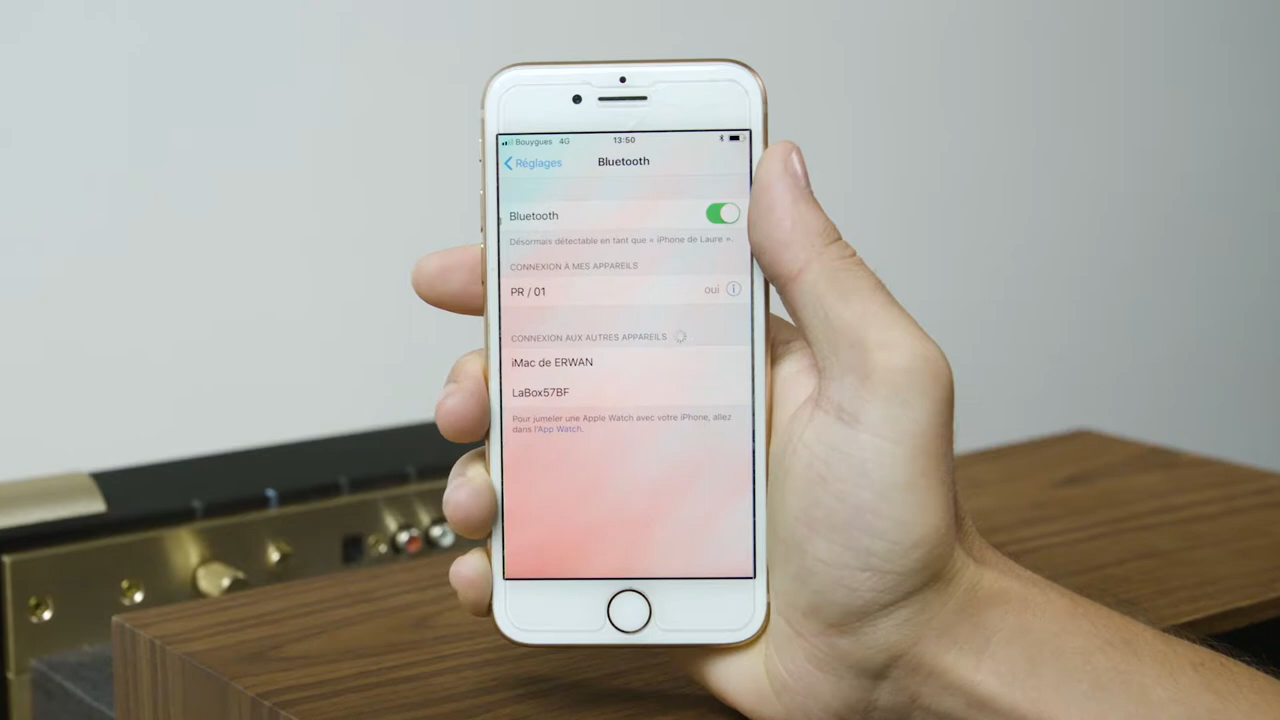 Bouygues 4G 13:50
Réglages Bluetooth
Bluetooth
Désormais détectable en tant que « iPhone de Laure ».
CONNEXION À MES APPAREILS
PR / 01 oui
CONNEXION AUX AUTRES APPAREILS
iMac de ERWAN
LaBox57BF
Pour jumeler une Apple Watch avec votre iPhone, allez
dans l'App Watch.